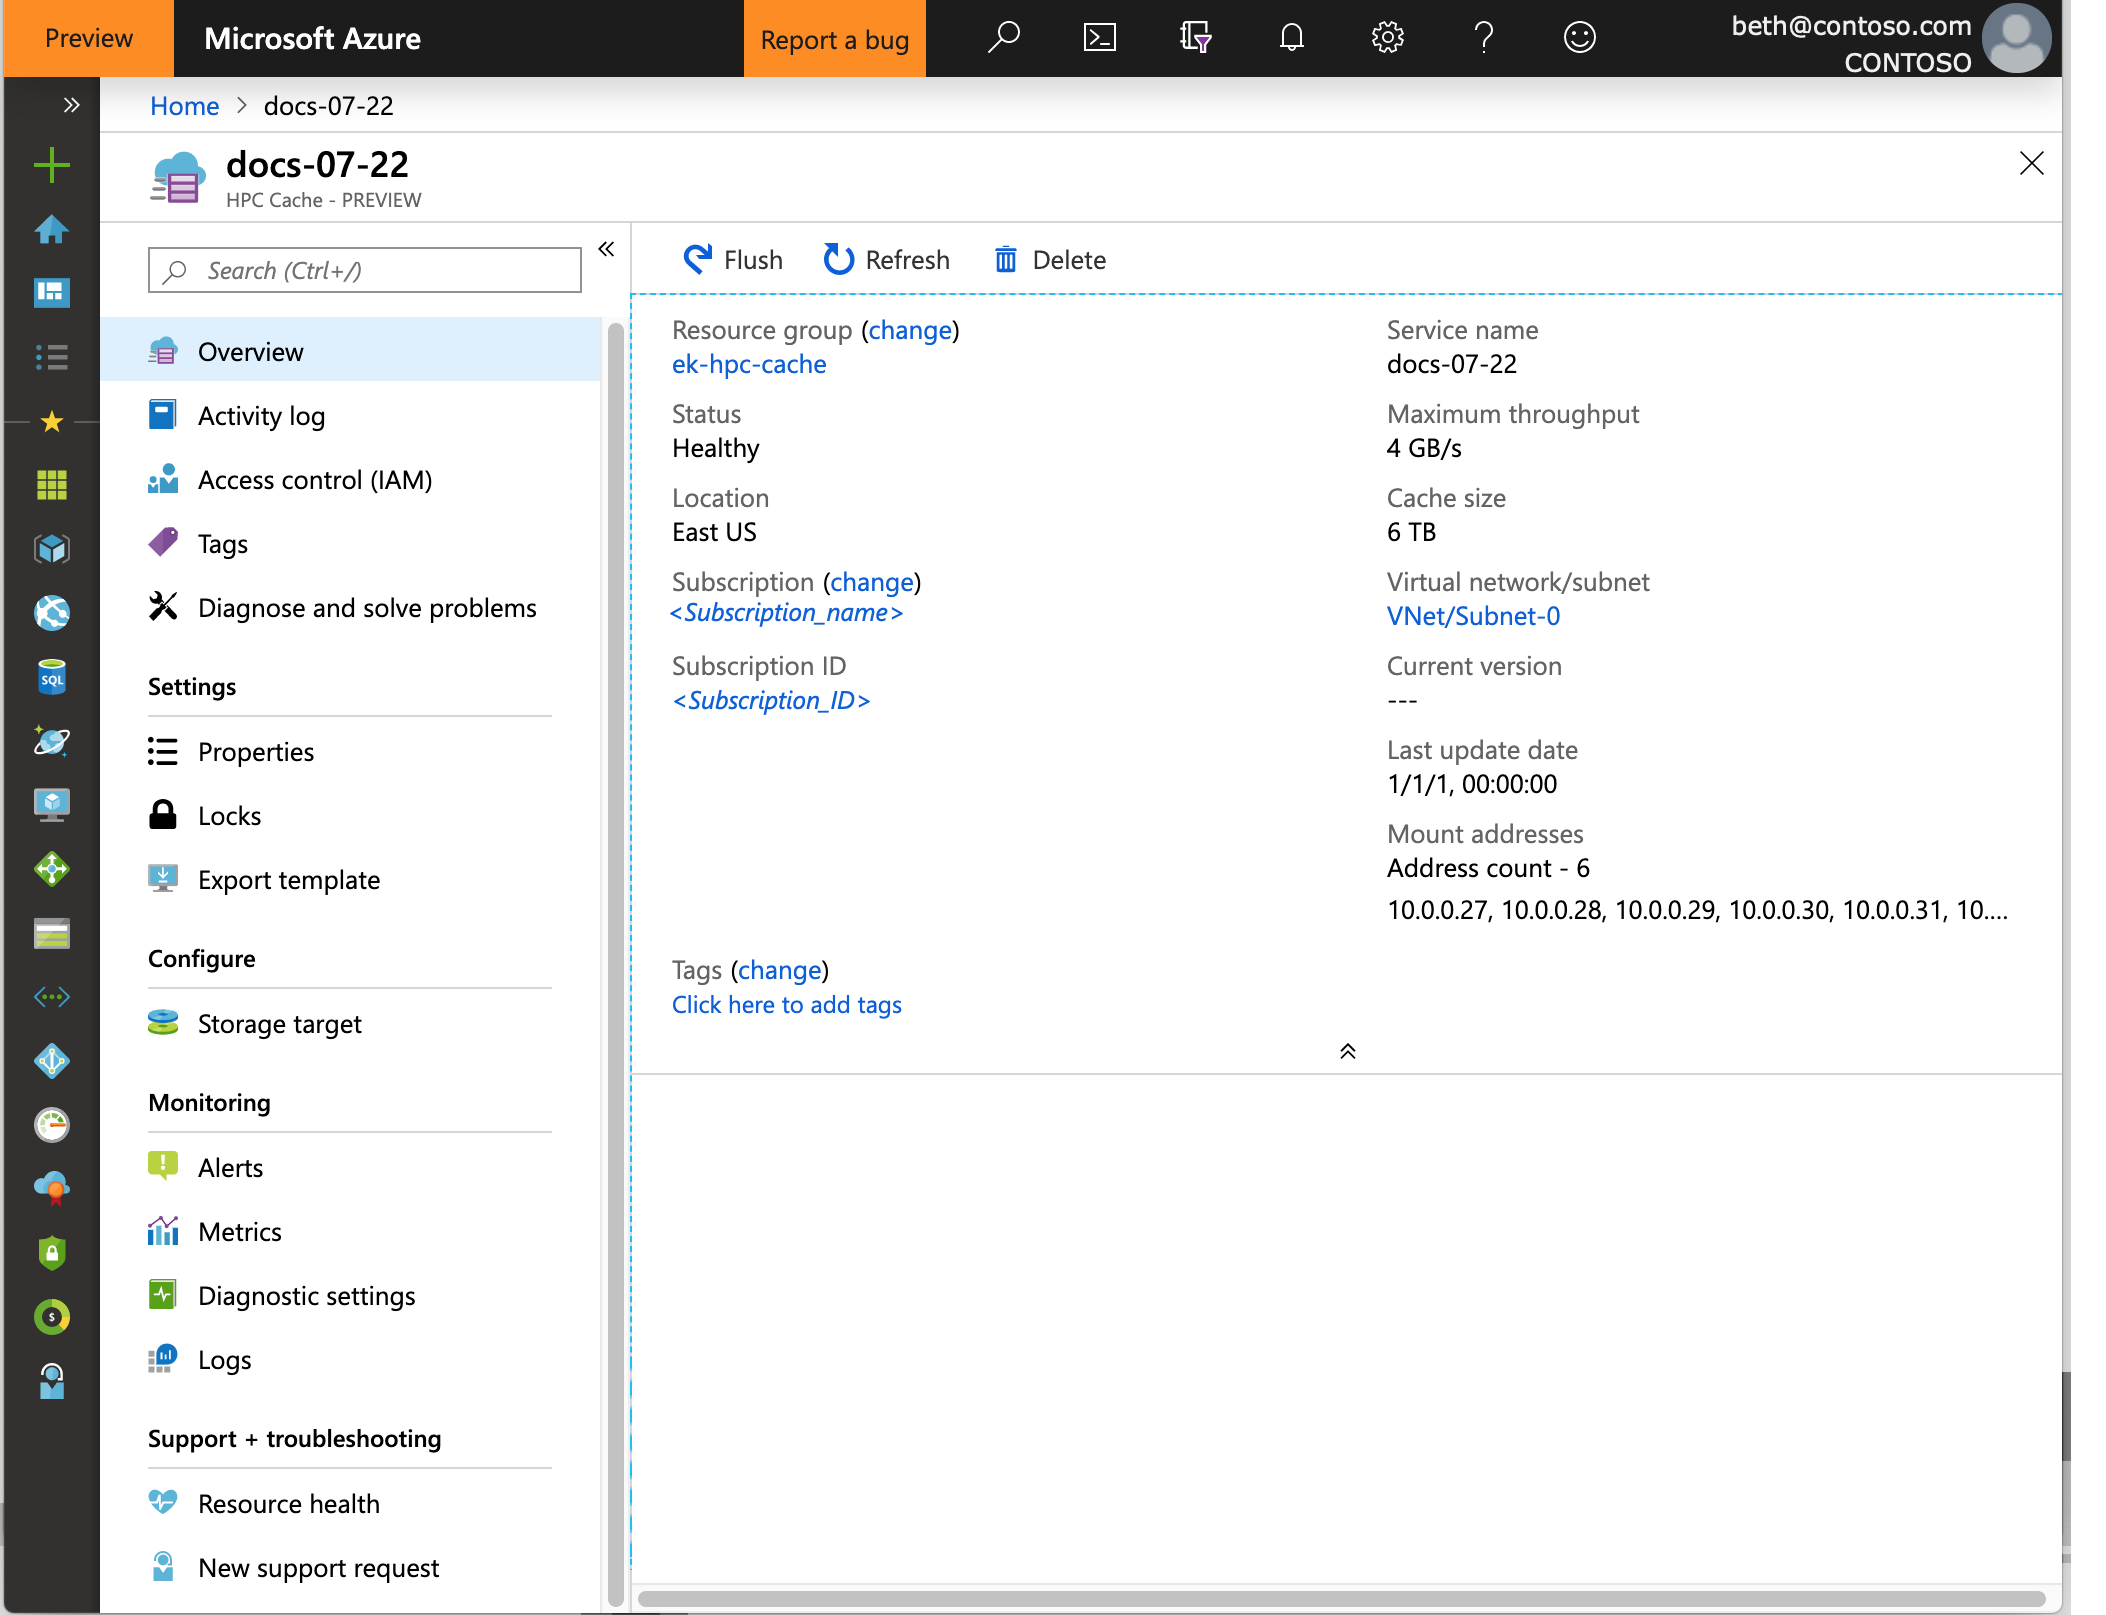 Preview
Microsoft Azure
Report a bug
beth@contoso.com
CONTOSO
Home > docs-07-22
docs-07-22
HPC Cache - PREVIEW
Search (Ctrl+/)
Overview
Activity log
Access control (IAM)
Tags
Diagnose and solve problems
Settings
Properties
Locks
Export template
Configure
Storage target
Monitoring
Alerts
Metrics
Diagnostic settings
Logs
Support + troubleshooting
Resource health
New support request
Flush
Refresh
Delete
Resource group (change)
ek-hpc-cache
Status
Healthy
Location
East US
Subscription (change)
<Subscription_name>
Subscription ID
<Subscription_ID>
Service name
docs-07-22
Maximum throughput
4 GB/s
Cache size
6 TB
Virtual network/subnet
VNet/Subnet-0
Current version
---
Last update date
1/1/1, 00:00:00
Mount addresses
Address count - 6
10.0.0.27, 10.0.0.28, 10.0.0.29, 10.0.0.30, 10.0.0.31, 10....
Tags (change)
Click here to add tags
SQL
$